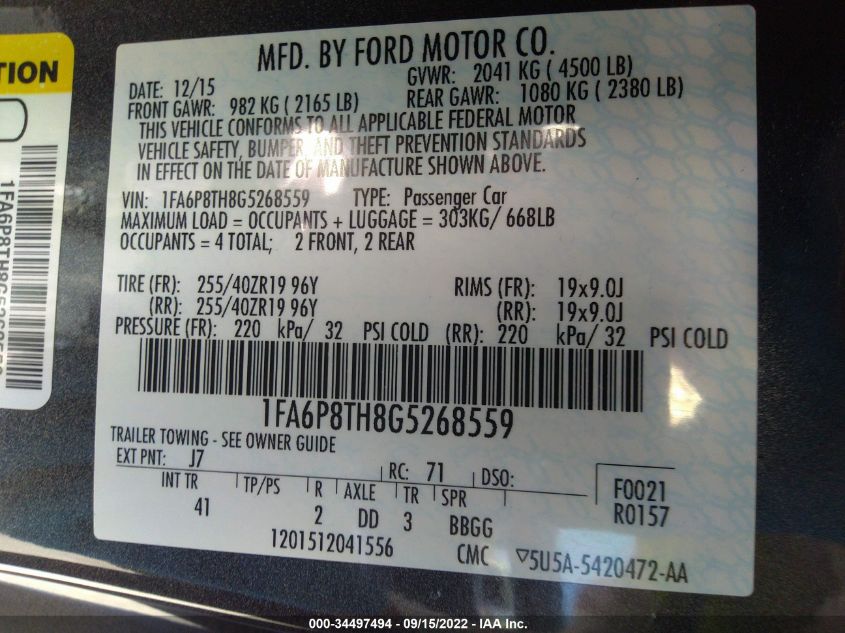 TION
1FA6P8TH8G5268559
MFD. BY FORD MOTOR CO.
DATE: 12/15 GVWR: 2041 KG ( 4500 LB)
FRONT GAWR: 982 KG ( 2165 LB) REAR GAWR: 1080 KG ( 2380 LB)
THIS VEHICLE CONFORMS TO ALL APPLICABLE FEDERAL MOTOR
VEHICLE SAFETY, BUMPER, AND THEFT PREVENTION STANDARDS
IN EFFECT ON THE DATE OF MANUFACTURE SHOWN ABOVE.
VIN: 1FA6P8TH8G5268559 TYPE: Passenger Car
MAXIMUM LOAD = OCCUPANTS + LUGGAGE = 303KG/ 668LB
OCCUPANTS = 4 TOTAL; 2 FRONT, 2 REAR
TIRE (FR): 255/40ZR19 96Y RIMS (FR): 19x9.0J
(RR): 255/40ZR19 96Y (RR): 19x9.0J
PRESSURE (FR): 220 kPa/ 32 PSI COLD (RR): 220 kPa/ 32 PSI COLD
1FA6P8TH8G5268559
TRAILER TOWING - SEE OWNER GUIDE
EXT PNT: J7 RC: 71 DSO:
INT TR TP/PS R AXLE TR SPR F0021
41 2 DD 3 BBGG R0157
1201512041556 CMC ▽5U5A-5420472-AA
000-34497494 - 09/15/2022 - IAA Inc.